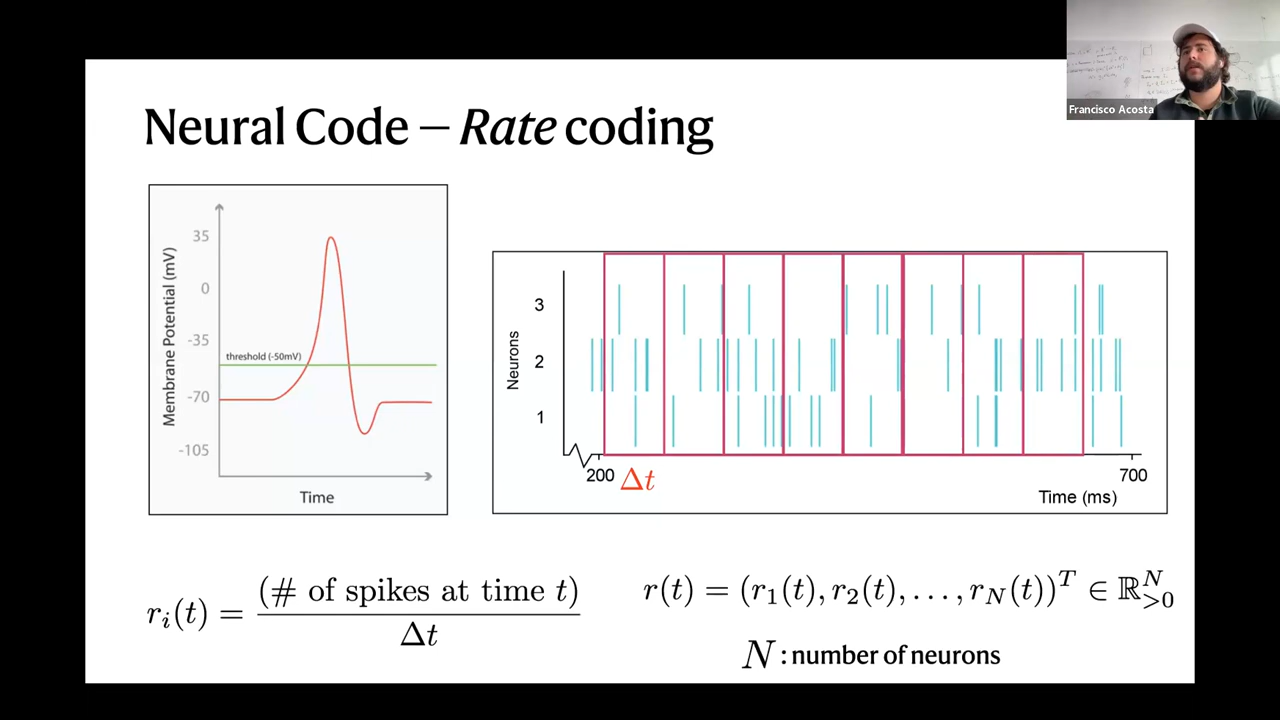 Francisco Acosta
Neural Code – Rate coding
Membrane Potential (mV)
35
0
-35
-70
-105
threshold (-50mV)
Time
Neurons
3
2
1
200
Δt
700
Time (ms)
r_i(t) = (# of spikes at time t) / Δt
r(t) = (r_1(t), r_2(t), . . . , r_N(t))^T ∈ ℝ^N_{>0}
N : number of neurons